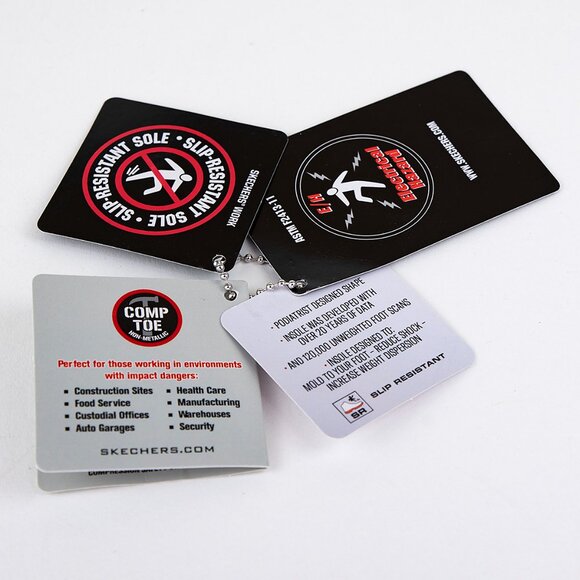 SLIP-RESISTANT SOLE • SLIP-RESISTANT SOLE •
SKECHERS' WORK
WWW.SKECHERS.COM
E/H
Electrical
Hazard
ASTM F2413-11
COMP
TOE
NON-METALLIC
Perfect for those working in environments
with impact dangers:
• Construction Sites
• Food Service
• Custodial Offices
• Auto Garages
• Health Care
• Manufacturing
• Warehouses
• Security
SKECHERS.COM
• PODIATRIST DESIGNED SHAPE
• INSOLE WAS DEVELOPED WITH
OVER 20 YEARS OF DATA
• AND 120,000 UNWEIGHTED FOOT SCANS
• INSOLE DESIGNED TO:
MOLD TO YOUR FOOT - REDUCE SHOCK -
INCREASE WEIGHT DISPERSION
SR
SLIP RESISTANT